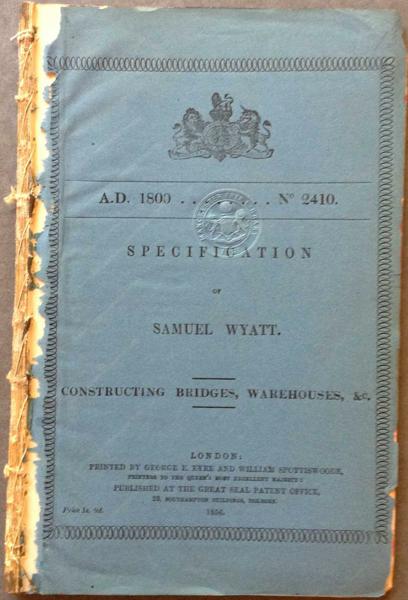 A.D. 1800 . . . . . . . . Nº 2410.
SPECIFICATION
OF
SAMUEL WYATT.
CONSTRUCTING BRIDGES, WAREHOUSES, &c.
LONDON:
PRINTED BY GEORGE E. EYRE AND WILLIAM SPOTTISWOODE,
PRINTERS TO THE QUEEN'S MOST EXCELLENT MAJESTY:
PUBLISHED AT THE GREAT SEAL PATENT OFFICE,
25, SOUTHAMPTON BUILDINGS, HOLBORN.
Price 1s. 9d.
1856.